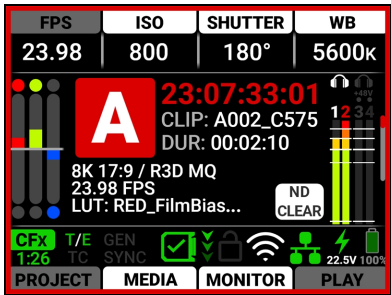 FPS ISO SHUTTER WB
23.98 800 180° 5600K
A
23:07:33:01
CLIP: A002_C575
DUR: 00:02:10
+48V
1 2 3 4
8K 17:9 / R3D MQ
23.98 FPS
LUT: RED_FilmBias...
ND
CLEAR
CFX T/E GEN
1:26 TC SYNC
22.5V 100%
PROJECT MEDIA MONITOR PLAY